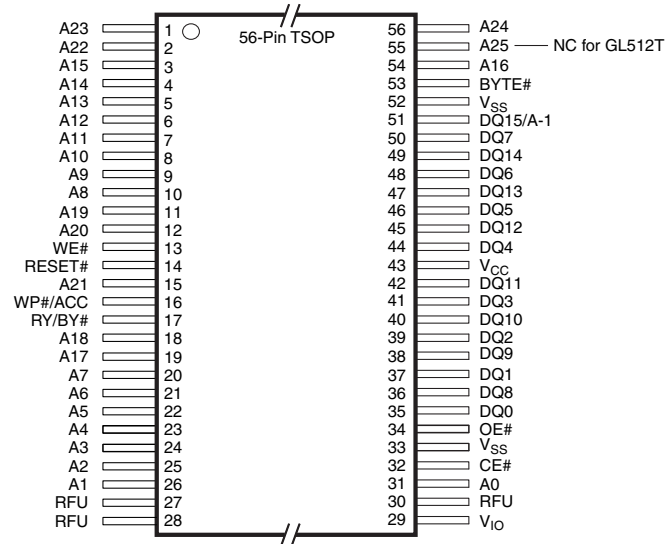 56-Pin TSOP
A23 1
A22 2
A15 3
A14 4
A13 5
A12 6
A11 7
A10 8
A9 9
A8 10
A19 11
A20 12
WE# 13
RESET# 14
A21 15
WP#/ACC 16
RY/BY# 17
A18 18
A17 19
A7 20
A6 21
A5 22
A4 23
A3 24
A2 25
A1 26
RFU 27
RFU 28
56 A24
55 A25 NC for GL512T
54 A16
53 BYTE#
52 VSS
51 DQ15/A-1
50 DQ7
49 DQ14
48 DQ6
47 DQ13
46 DQ5
45 DQ12
44 DQ4
43 VCC
42 DQ11
41 DQ3
40 DQ10
39 DQ2
38 DQ9
37 DQ1
36 DQ8
35 DQ0
34 OE#
33 VSS
32 CE#
31 A0
30 RFU
29 VIO